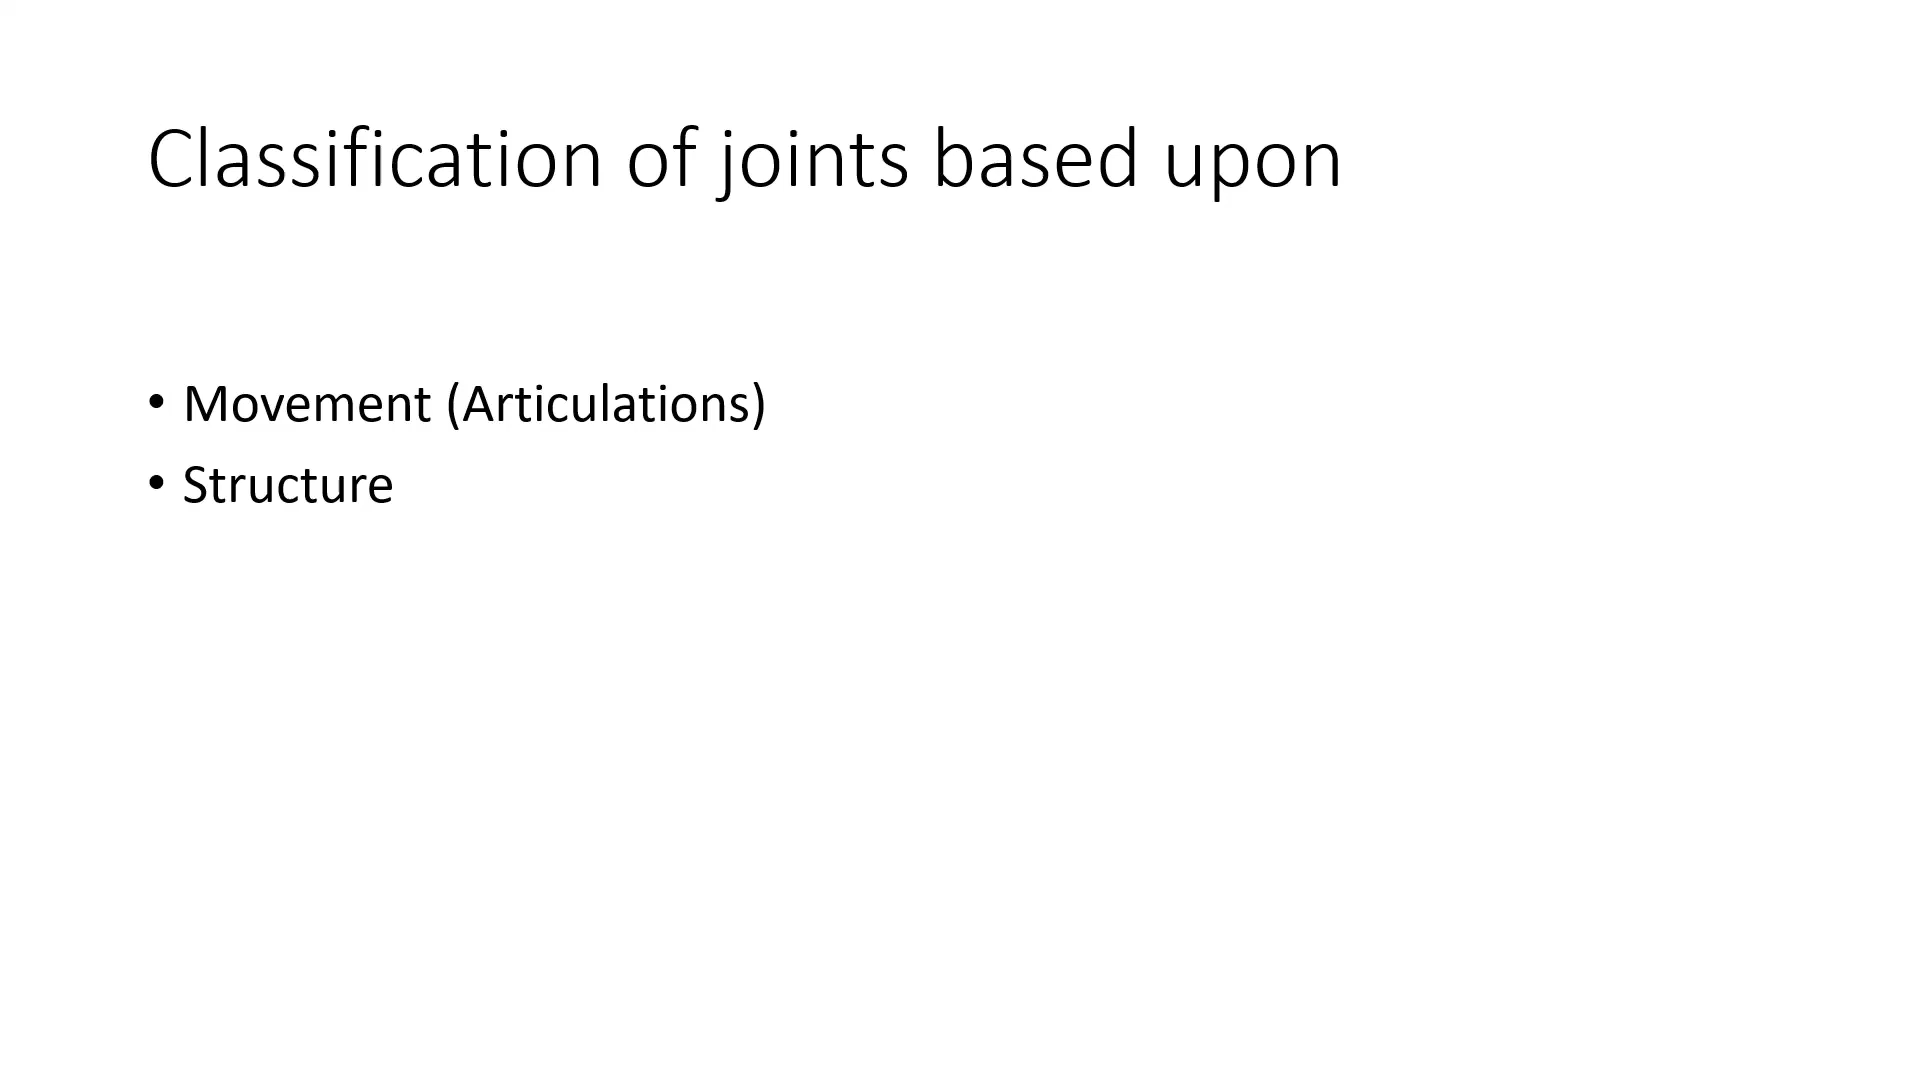 Classification of joints based upon
• Movement (Articulations)
• Structure